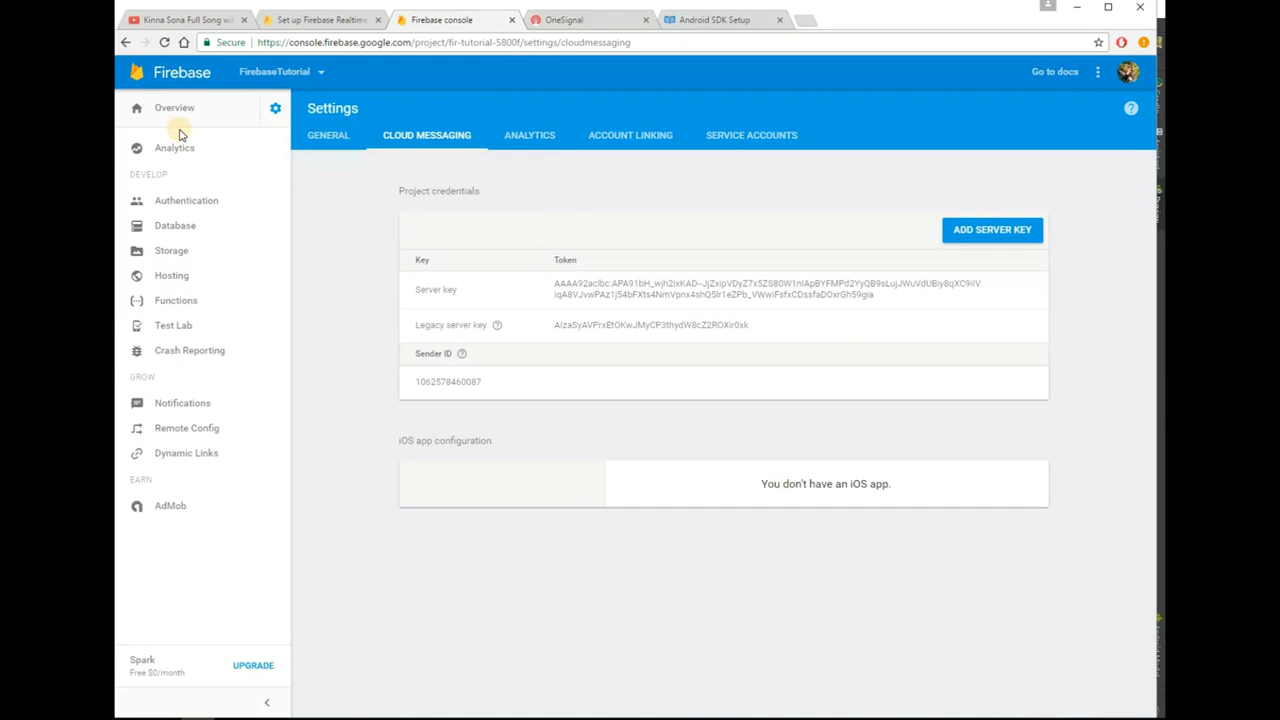 Kinna Sona Full Song wit
Set up Firebase Realtime
Firebase console
OneSignal
Android SDK Setup
Secure
https://console.firebase.google.com/project/fir-tutorial-5800f/settings/cloudmessaging
Firebase
FirebaseTutorial
Go to docs
Overview
Settings
GENERAL
CLOUD MESSAGING
ANALYTICS
ACCOUNT LINKING
SERVICE ACCOUNTS
Analytics
DEVELOP
Authentication
Database
Storage
Hosting
Functions
Test Lab
Crash Reporting
GROW
Notifications
Remote Config
Dynamic Links
EARN
AdMob
Spark
Free $0/month
UPGRADE
Project credentials
ADD SERVER KEY
Key
Token
Server key
Legacy server key
Sender ID
1062578460087
iOS app configuration
You don't have an iOS app.